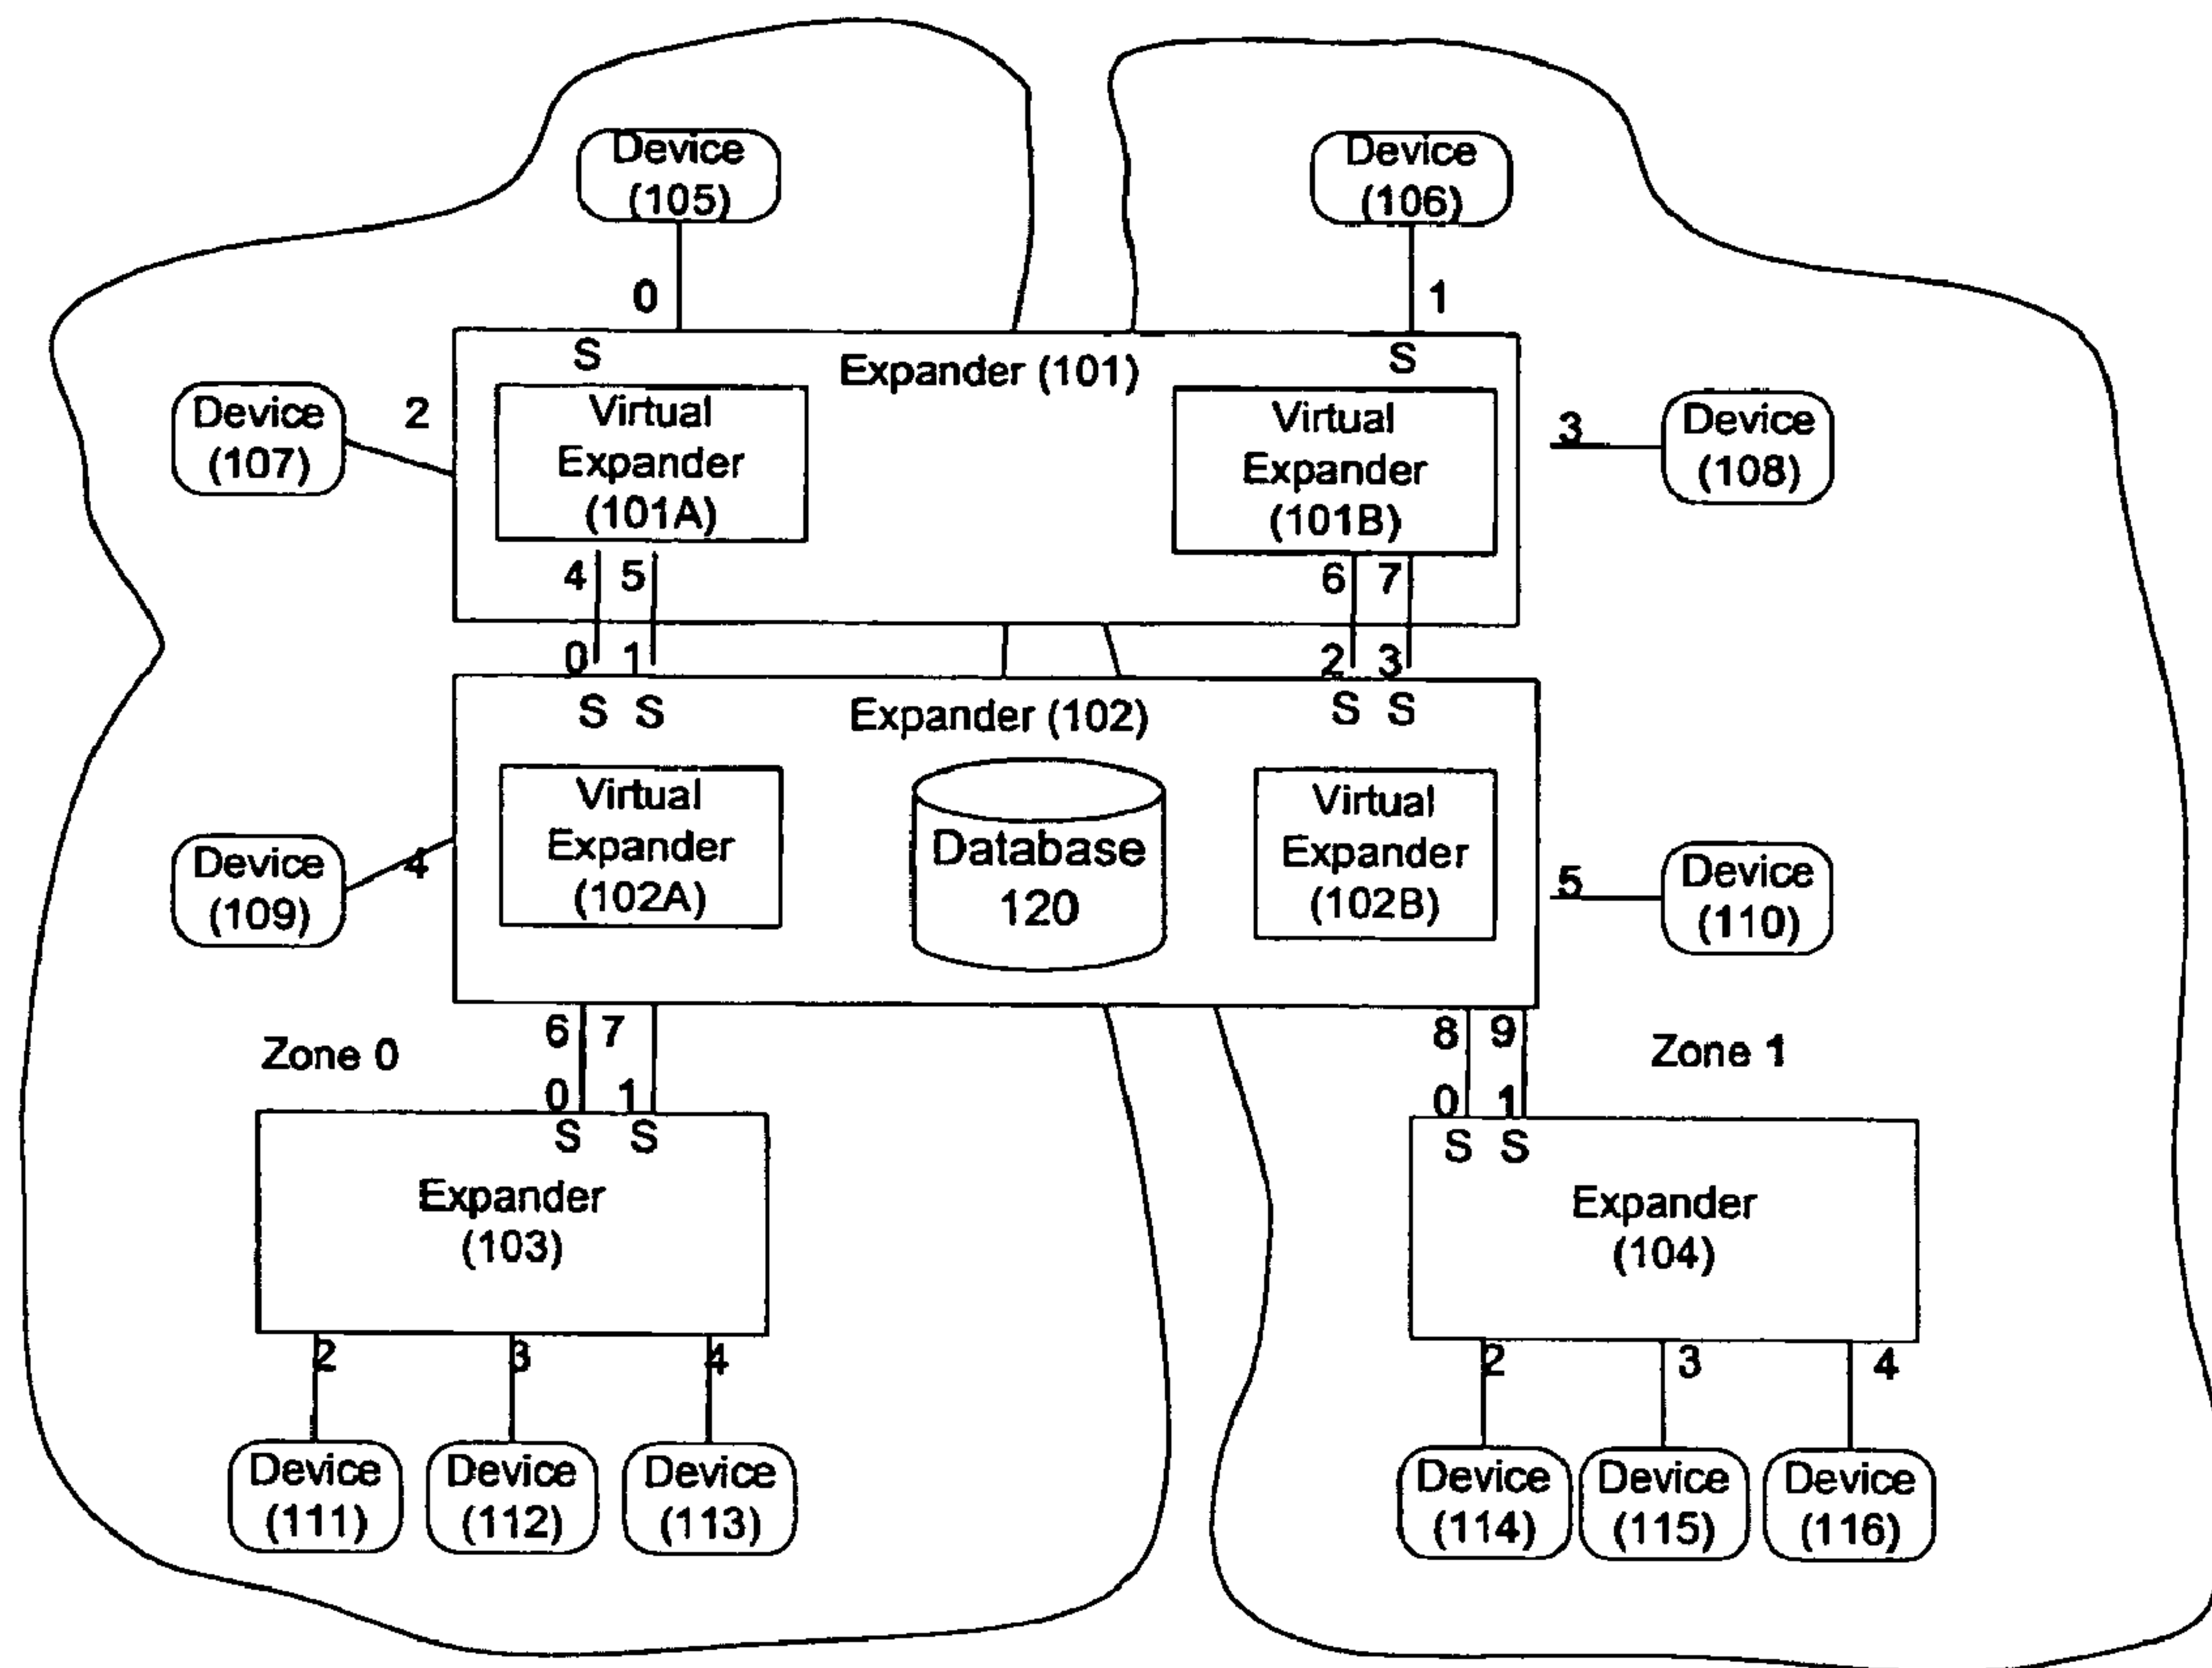 Device
(105)
Device
(106)
0
1
S
Expander (101)
S
Device
(107)
2
Virtual
Expander
(101A)
Virtual
Expander
(101B)
3
Device
(108)
4
5
6
7
0
1
2
3
S
S
Expander (102)
S
S
Virtual
Expander
(102A)
Database
120
Virtual
Expander
(102B)
Device
(109)
4
5
Device
(110)
6
7
8
9
Zone 0
Zone 1
0
1
0
1
S
S
S
S
Expander
(103)
Expander
(104)
2
3
4
2
3
4
Device
(111)
Device
(112)
Device
(113)
Device
(114)
Device
(115)
Device
(116)